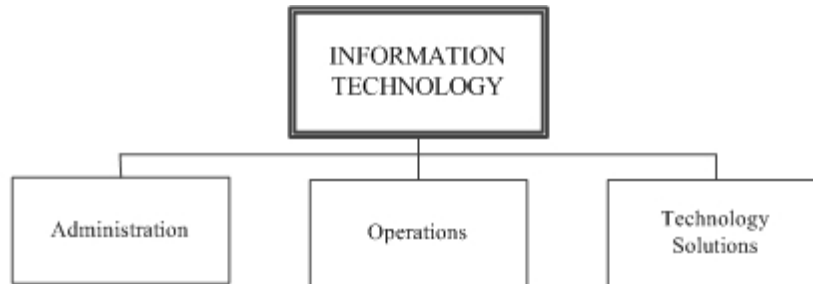 INFORMATION
TECHNOLOGY
Administration
Operations
Technology
Solutions